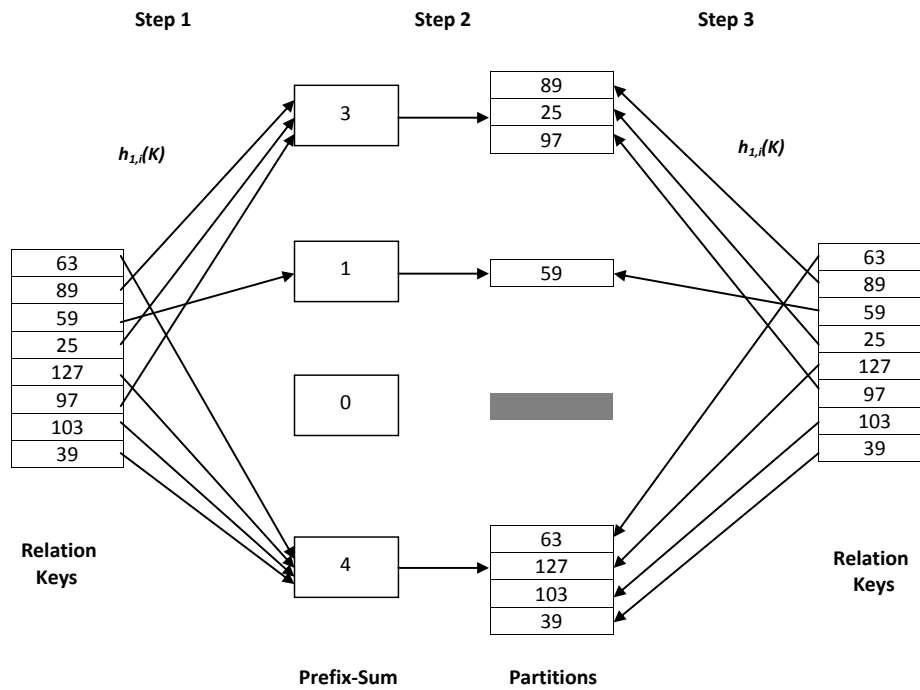 Step 1
Step 2
Step 3
h1,i(K)
63
89
59
25
127
97
103
39
Relation
Keys
3
1
0
4
Prefix-Sum
89
25
97
59
63
127
103
39
Partitions
h1,i(K)
63
89
59
25
127
97
103
39
Relation
Keys